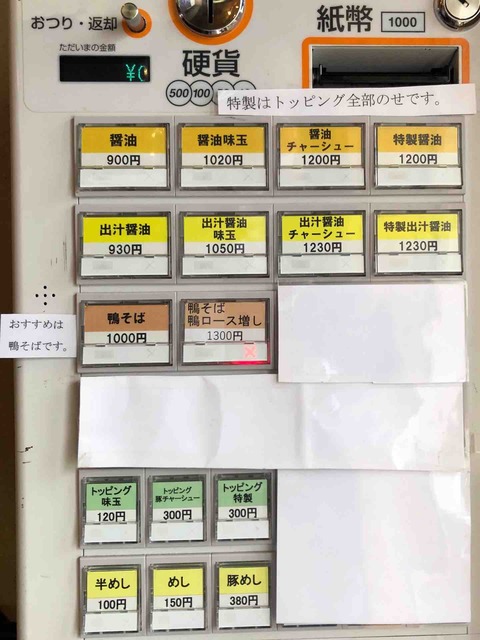 おつり・返却
ただいまの金額
¥0
硬貨
500 100
紙幣 1000
特製はトッピング全部のせです。
醤油
900円
醤油味玉
1020円
醤油
チャーシュー
1200円
特製醤油
1200円
出汁醤油
930円
出汁醤油
味玉
1050円
出汁醤油
チャーシュー
1230円
特製出汁醤油
1230円
おすすめは
鴨そばです。
鴨そば
1000円
鴨そば
鴨ロース増し
1300円
トッピング
味玉
120円
トッピング
豚チャーシュー
300円
トッピング
特製
300円
半めし
100円
めし
150円
豚めし
380円